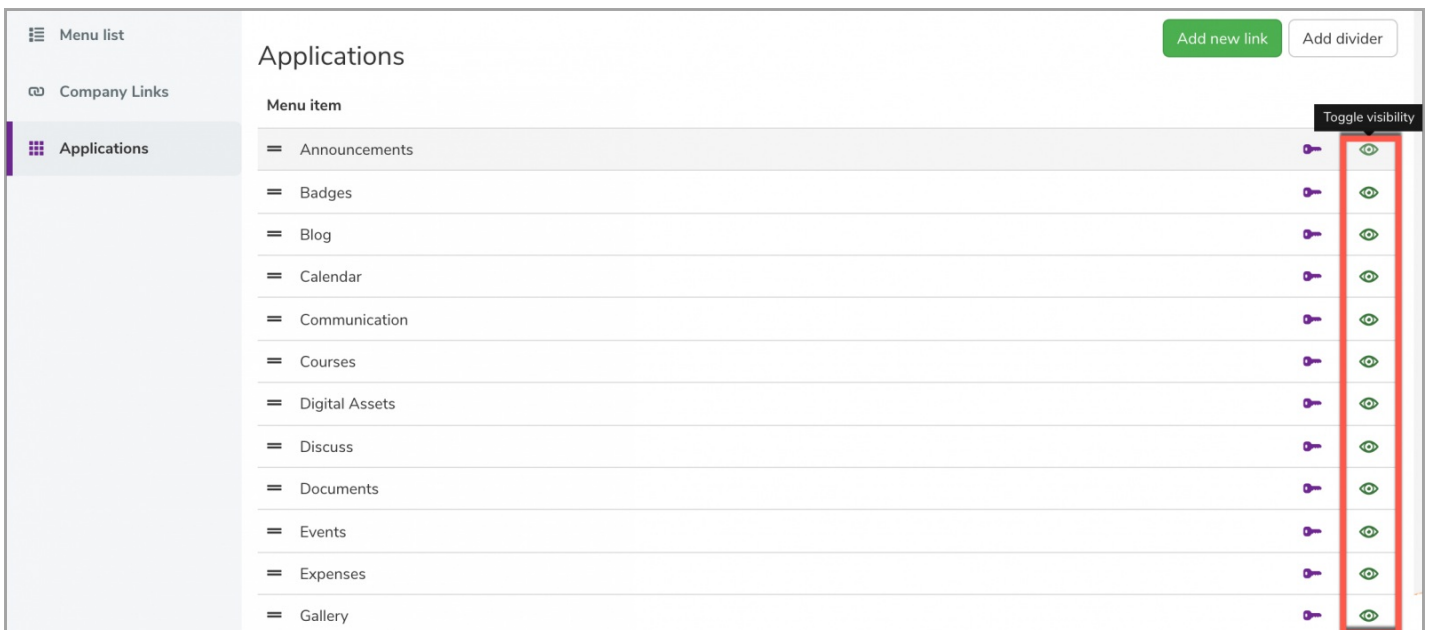 Menu list
Company Links
Applications
Applications
Add new link
Add divider
Menu item
Toggle visibility
Announcements
Badges
Blog
Calendar
Communication
Courses
Digital Assets
Discuss
Documents
Events
Expenses
Gallery